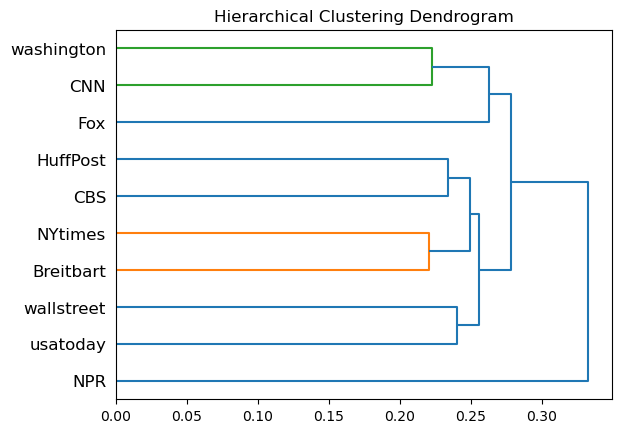 Hierarchical Clustering Dendrogram
washington
CNN
Fox
HuffPost
CBS
NYtimes
Breitbart
wallstreet
usatoday
NPR
0.00 0.05 0.10 0.15 0.20 0.25 0.30